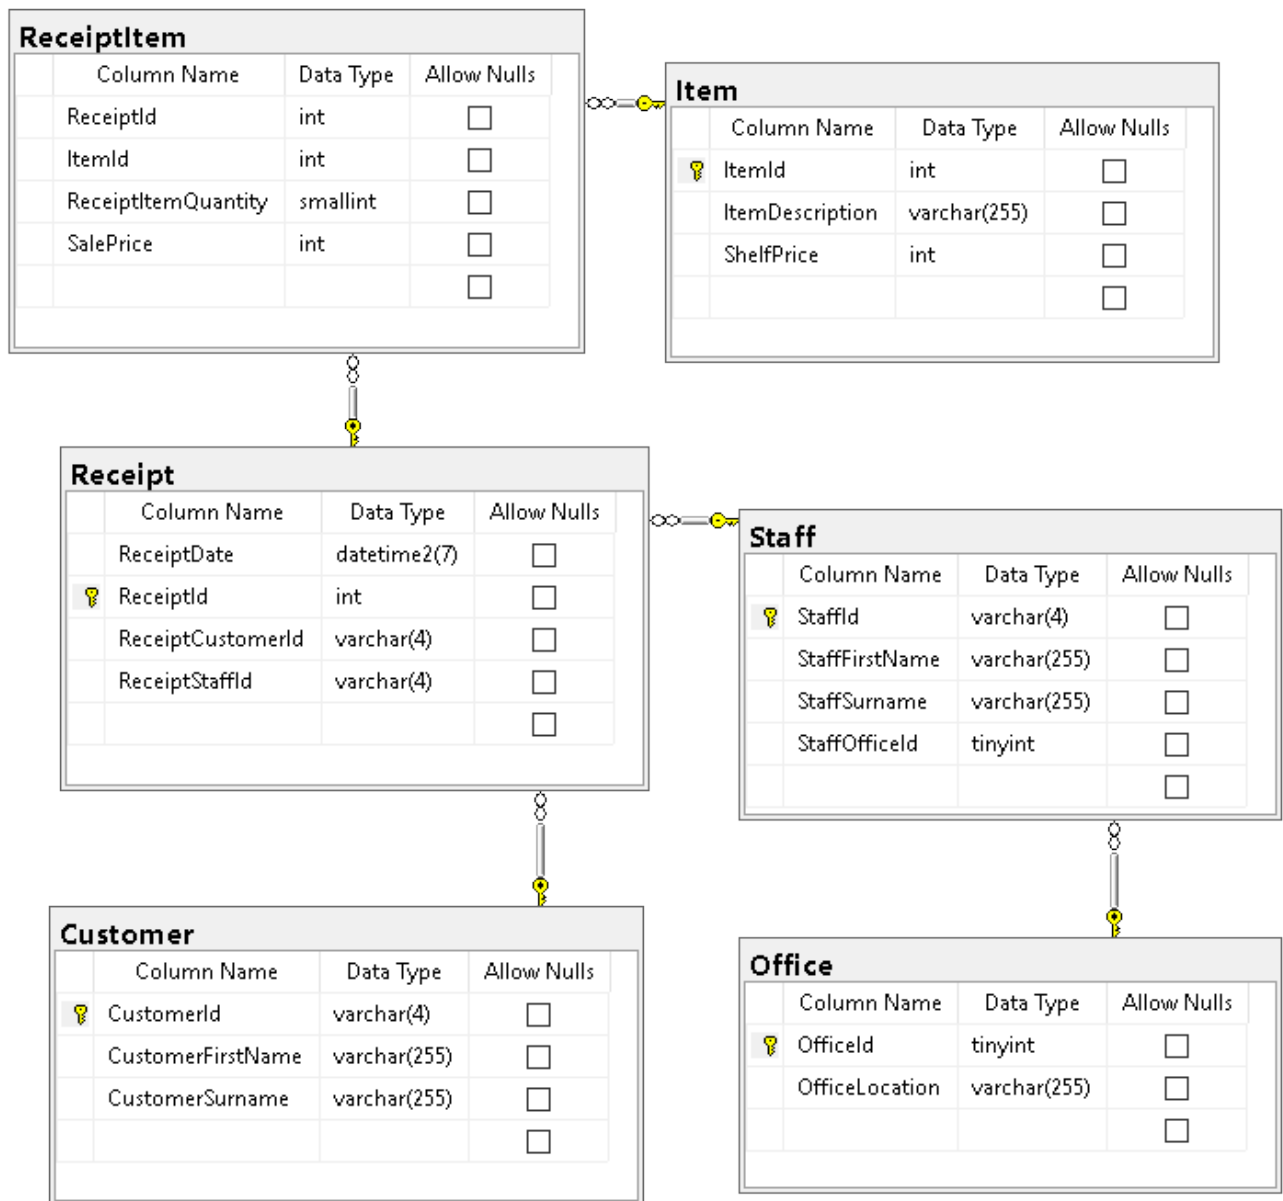 ReceiptItem
Column Name Data Type Allow Nulls
ReceiptId int
ItemId int
ReceiptItemQuantity smallint
SalePrice int
Item
Column Name Data Type Allow Nulls
ItemId int
ItemDescription varchar(255)
ShelfPrice int
Receipt
Column Name Data Type Allow Nulls
ReceiptDate datetime2(7)
ReceiptId int
ReceiptCustomerId varchar(4)
ReceiptStaffId varchar(4)
Staff
Column Name Data Type Allow Nulls
StaffId varchar(4)
StaffFirstName varchar(255)
StaffSurname varchar(255)
StaffOfficeId tinyint
Customer
Column Name Data Type Allow Nulls
CustomerId varchar(4)
CustomerFirstName varchar(255)
CustomerSurname varchar(255)
Office
Column Name Data Type Allow Nulls
OfficeId tinyint
OfficeLocation varchar(255)